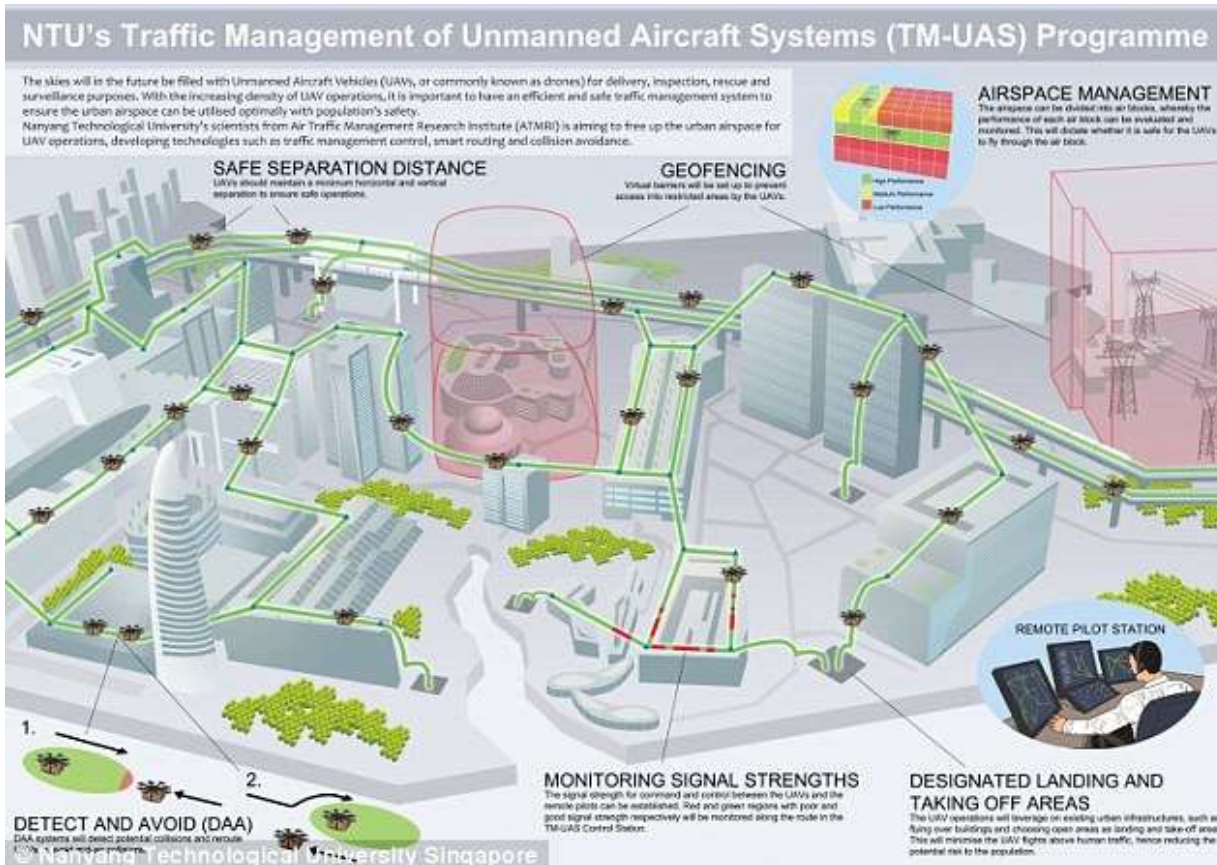 NTU's Traffic Management of Unmanned Aircraft Systems (TM-UAS) Programme
The skies will in the future be filled with Unmanned Aircraft Vehicles (UAVs, or commonly known as drones) for delivery, inspection, rescue and
surveillance purposes. With the increasing density of UAV operations, it is important to have an efficient and safe traffic management system to
ensure the urban airspace can be utilised optimally with population's safety.
Nanyang Technological University's scientists from Air Traffic Management Research Institute (ATMRI) is aiming to free up the urban airspace for
UAV operations, developing technologies such as traffic management control, smart routing and collision avoidance.
AIRSPACE MANAGEMENT
The airspace can be divided into air blocks, whereby the
performance of each air block can be evaluated and
monitored. This will dictate whether it is safe for the UAVs
to fly through the air block.
High Performance
Medium Performance
Low Performance
SAFE SEPARATION DISTANCE
UAVs should maintain a minimum horizontal and vertical
separation to ensure safe operations.
GEOFENCING
Virtual barriers will be set up to prevent
access into restricted areas by the UAVs.
REMOTE PILOT STATION
1.
2.
DETECT AND AVOID (DAA)
DAA systems will detect potential collisions and reroute
MONITORING SIGNAL STRENGTHS
The signal strength for command and control between the UAVs and the
remote pilots can be established. Red and green regions with poor and
good signal strength respectively will be monitored along the route in the
TM-UAS Control Station.
DESIGNATED LANDING AND
TAKING OFF AREAS
The UAV operations will leverage on existing urban infrastructures, such as
flying over buildings and choosing open areas as landing and take-off areas.
This will minimise the UAV flights above human traffic, hence reducing the
potential risk to the population.
© Nanyang Technological University Singapore